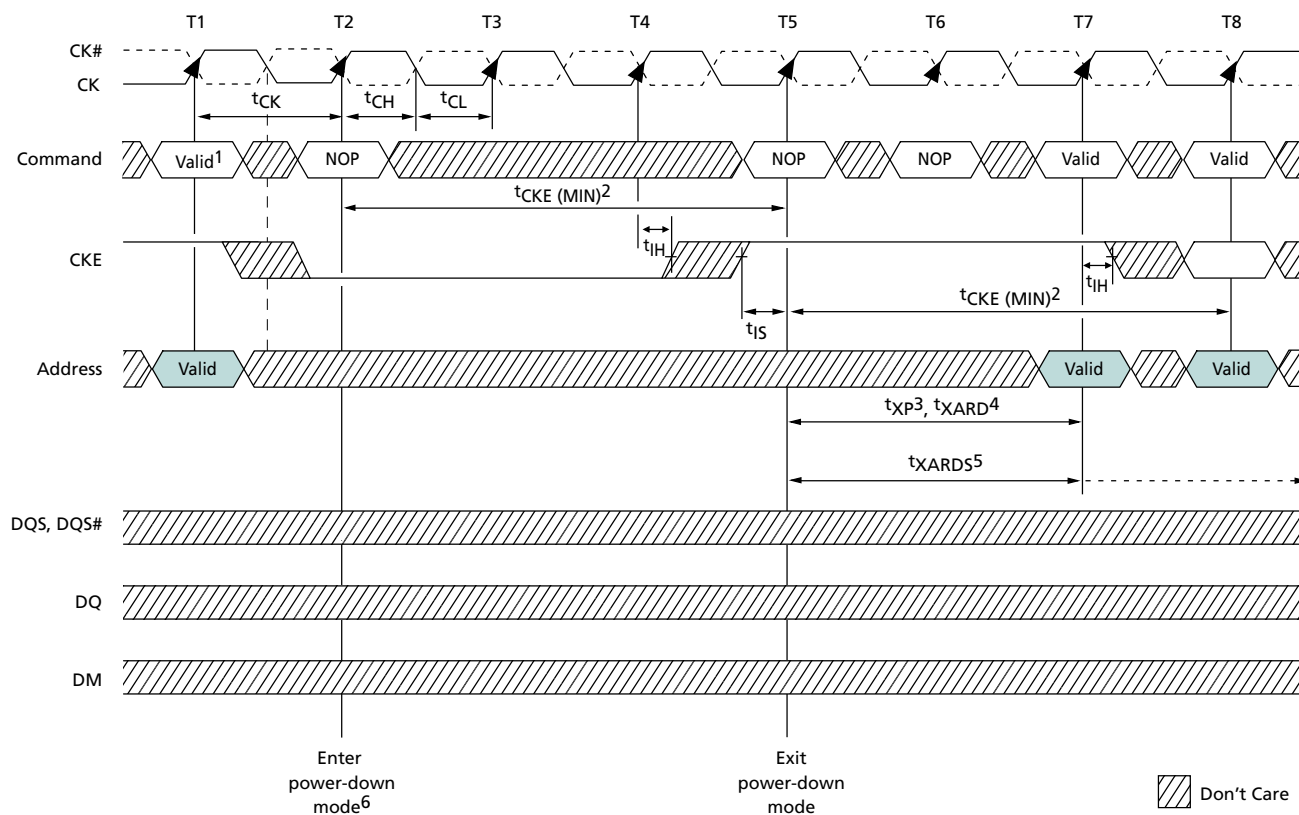 T1 T2 T3 T4 T5 T6 T7 T8
CK#
CK
tCK tCH tCL
Command Valid1 NOP NOP NOP Valid Valid
tCKE (MIN)2
CKE
tIH tIH
tCKE (MIN)2
tIS
Address Valid Valid Valid
tXP3, tXARD4
tXARDS5
DQS, DQS#
DQ
DM
Enter
power-down
mode6
Exit
power-down
mode
Don't Care